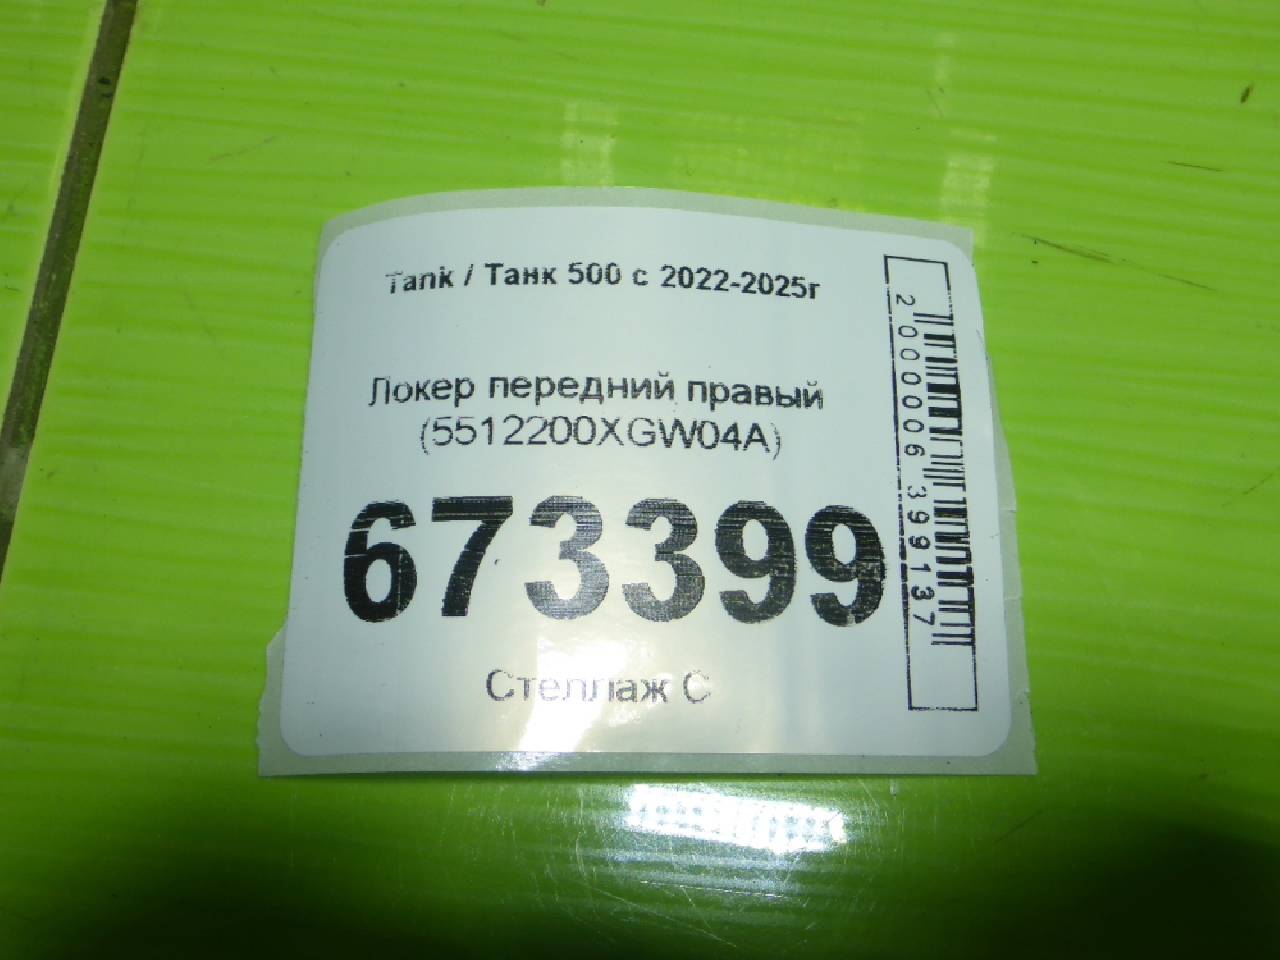 Tank / Танк 500 с 2022-2025г
Локер передний правый
(5512200XGW04A)
673399
Стеллаж С
2000006399137